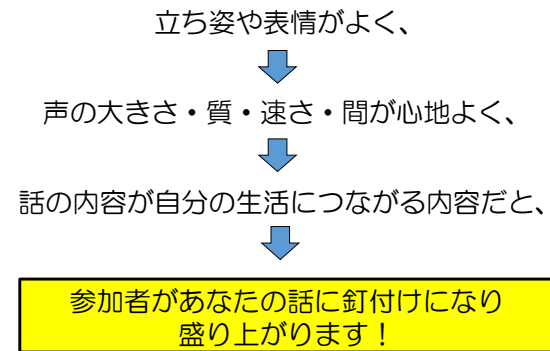 立ち姿や表情がよく、
声の大きさ・質・速さ・間が心地よく、
話の内容が自分の生活につながる内容だと、
参加者があなたの話に釘付けになり
盛り上がります！